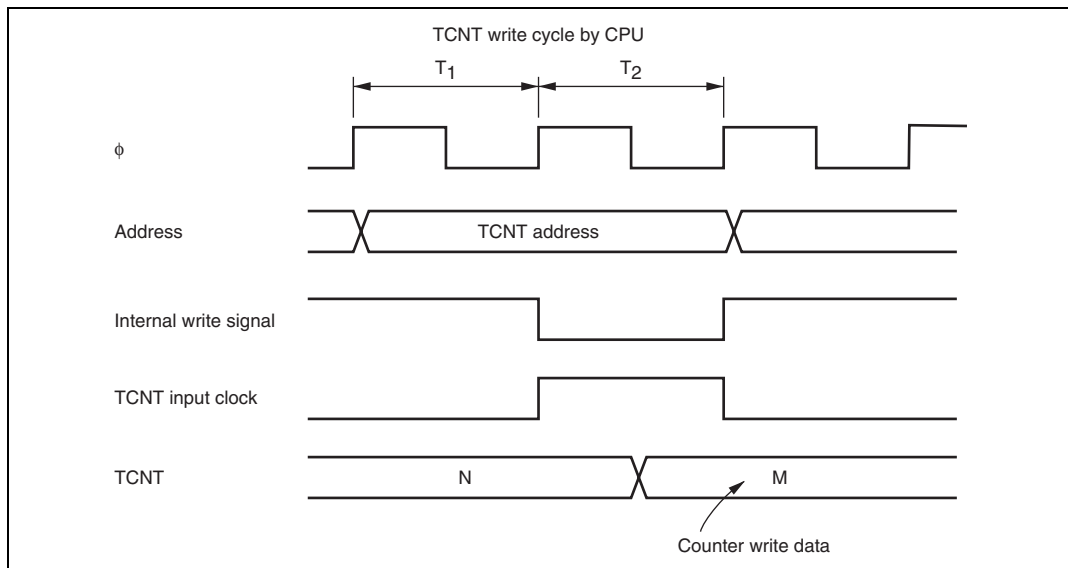 TCNT write cycle by CPU
T1 T2
ϕ
Address TCNT address
Internal write signal
TCNT input clock
TCNT N M
Counter write data